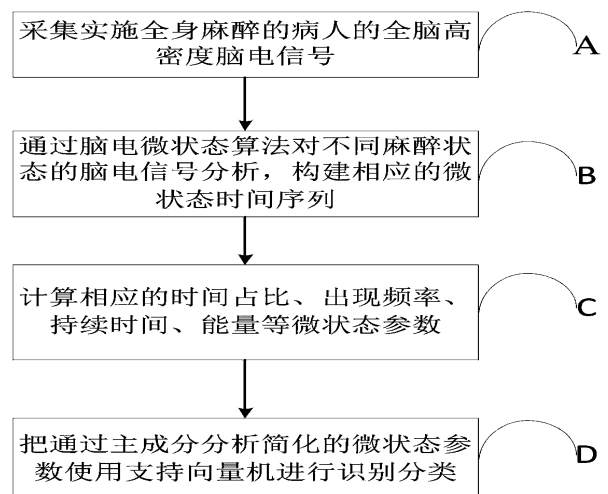 采集实施全身麻醉的病人的全脑高
密度脑电信号
A
通过脑电微状态算法对不同麻醉状
态的脑电信号分析，构建相应的微
状态时间序列
B
计算相应的时间占比、出现频率、
持续时间、能量等微状态参数
C
把通过主成分分析简化的微状态参
数使用支持向量机进行识别分类
D